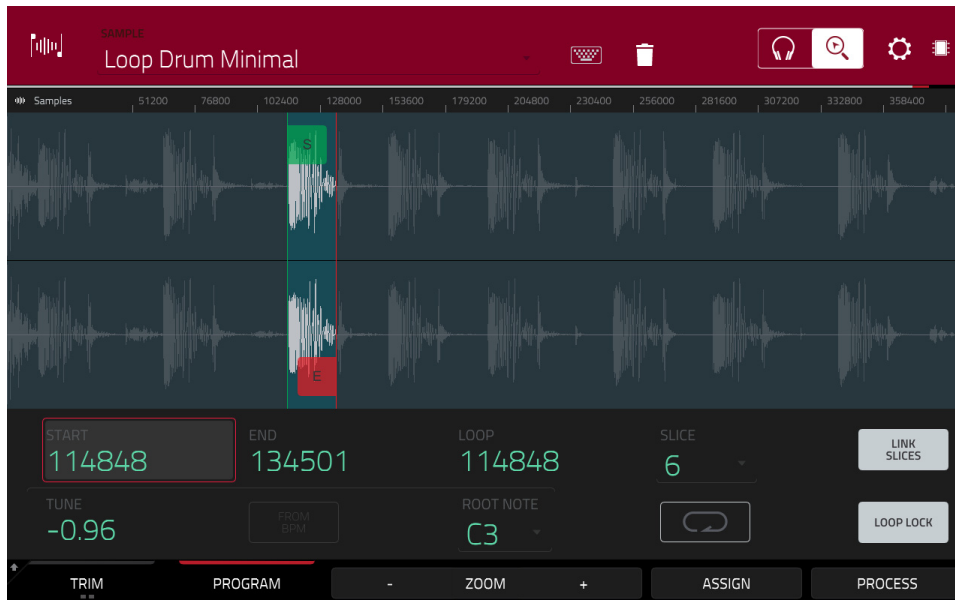 SAMPLE
Loop Drum Minimal
Samples 51200 76800 102400 128000 153600 179200 204800 230400 256000 281600 307200 332800 358400
S
E
START END LOOP SLICE
114848 134501 114848 6
LINK SLICES
TUNE FROM BPM ROOT NOTE
-0.96 C3
LOOP LOCK
TRIM PROGRAM - ZOOM + ASSIGN PROCESS